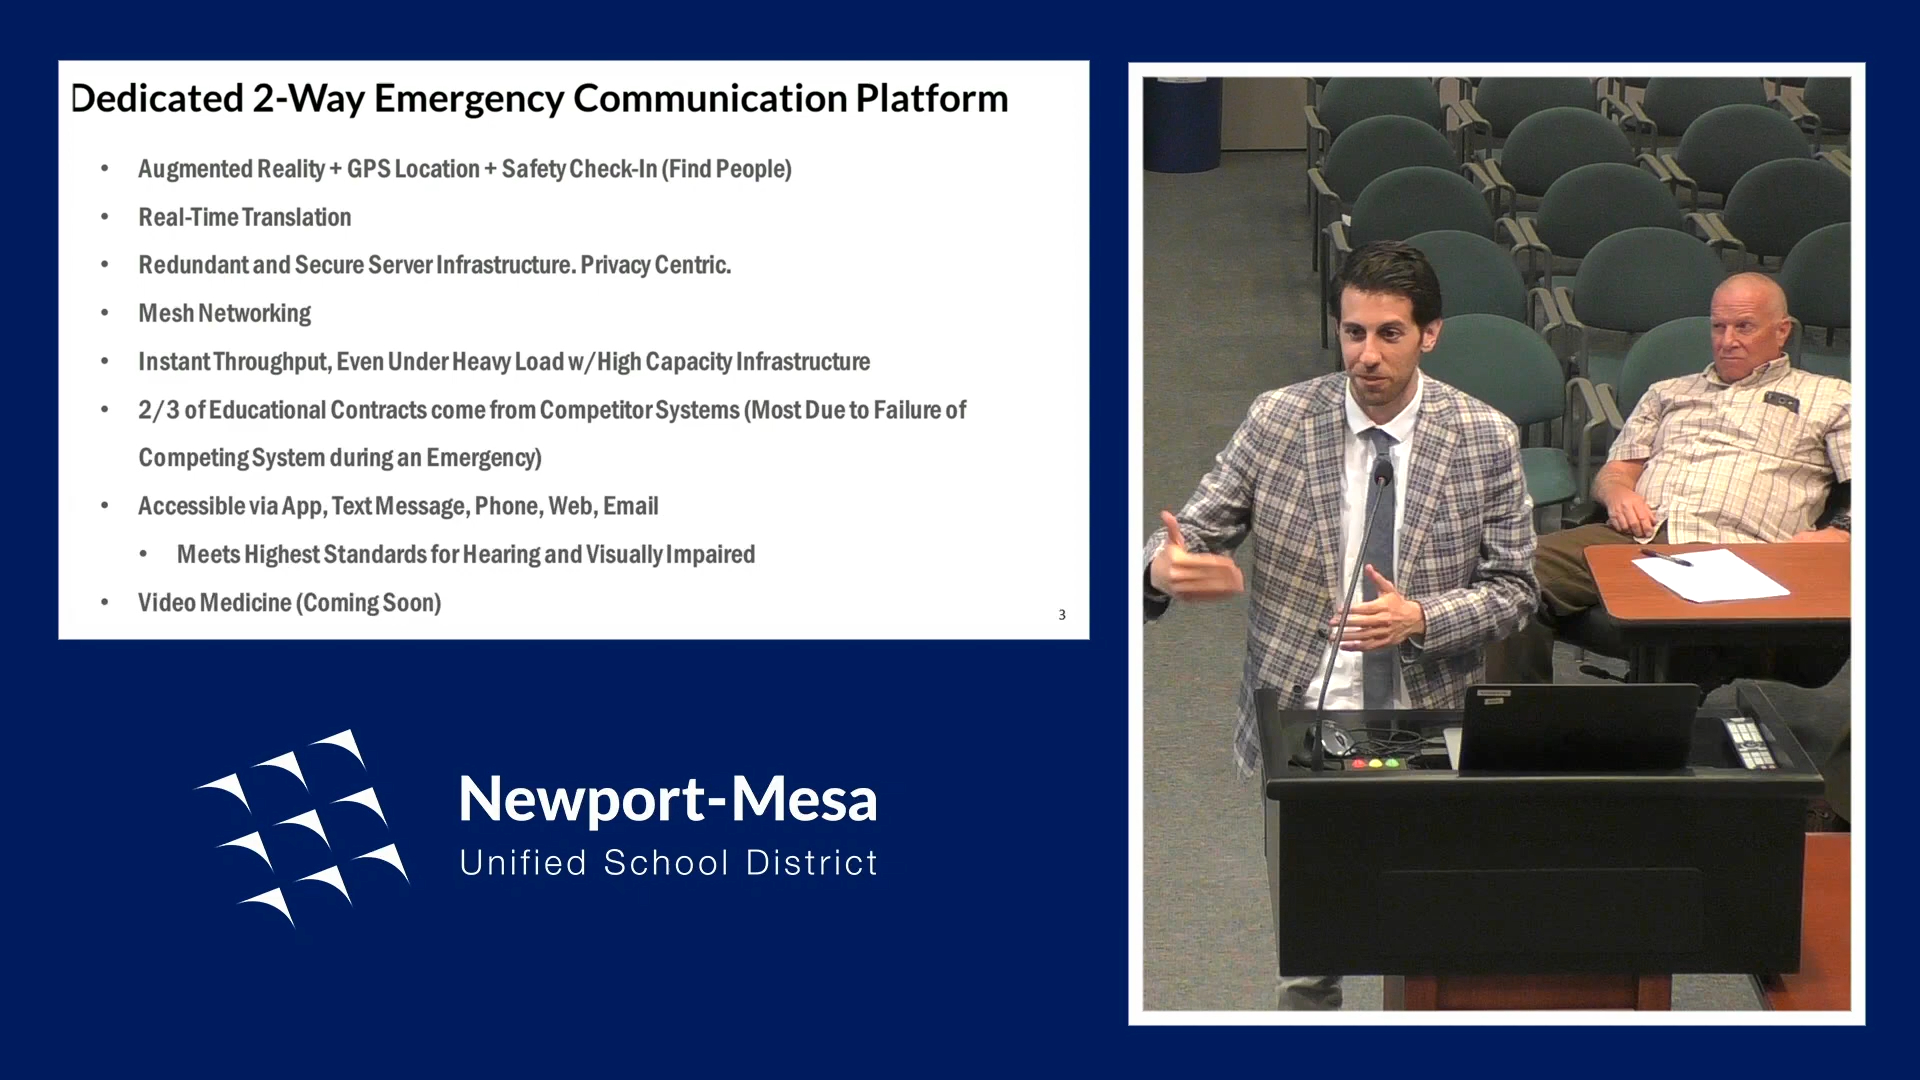 Dedicated 2-Way Emergency Communication Platform
• Augmented Reality + GPS Location + Safety Check-In (Find People)
• Real-Time Translation
• Redundant and Secure Server Infrastructure. Privacy Centric.
• Mesh Networking
• Instant Throughput, Even Under Heavy Load w/High Capacity Infrastructure
• 2/3 of Educational Contracts come from Competitor Systems (Most Due to Failure of
Competing System during an Emergency)
• Accessible via App, Text Message, Phone, Web, Email
• Meets Highest Standards for Hearing and Visually Impaired
• Video Medicine (Coming Soon)
3
Newport-Mesa
Unified School District